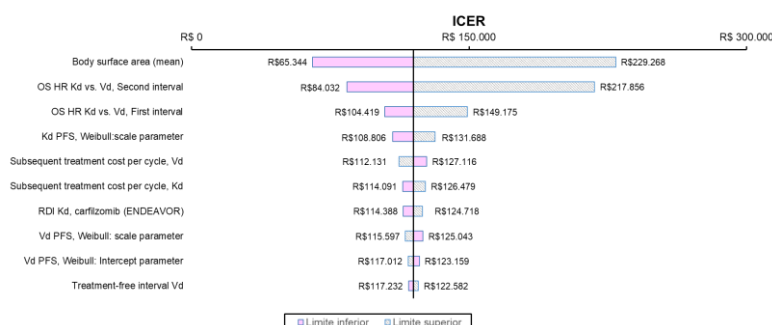 ICER
R$ 0 R$ 150.000 R$ 300.000
Body surface area (mean) R$65.344 R$229.268
OS HR Kd vs. Vd, Second interval R$84.032 R$217.856
OS HR Kd vs. Vd, First interval R$104.419 R$149.175
Kd PFS, Weibull:scale parameter R$108.806 R$131.688
Subsequent treatment cost per cycle, Vd R$112.131 R$127.116
Subsequent treatment cost per cycle, Kd R$114.091 R$126.479
RDI Kd, carfilzomib (ENDEAVOR) R$114.388 R$124.718
Vd PFS, Weibull: scale parameter R$115.597 R$125.043
Vd PFS, Weibull: Intercept parameter R$117.012 R$123.159
Treatment-free interval Vd R$117.232 R$122.582
Limite inferior Limite superior